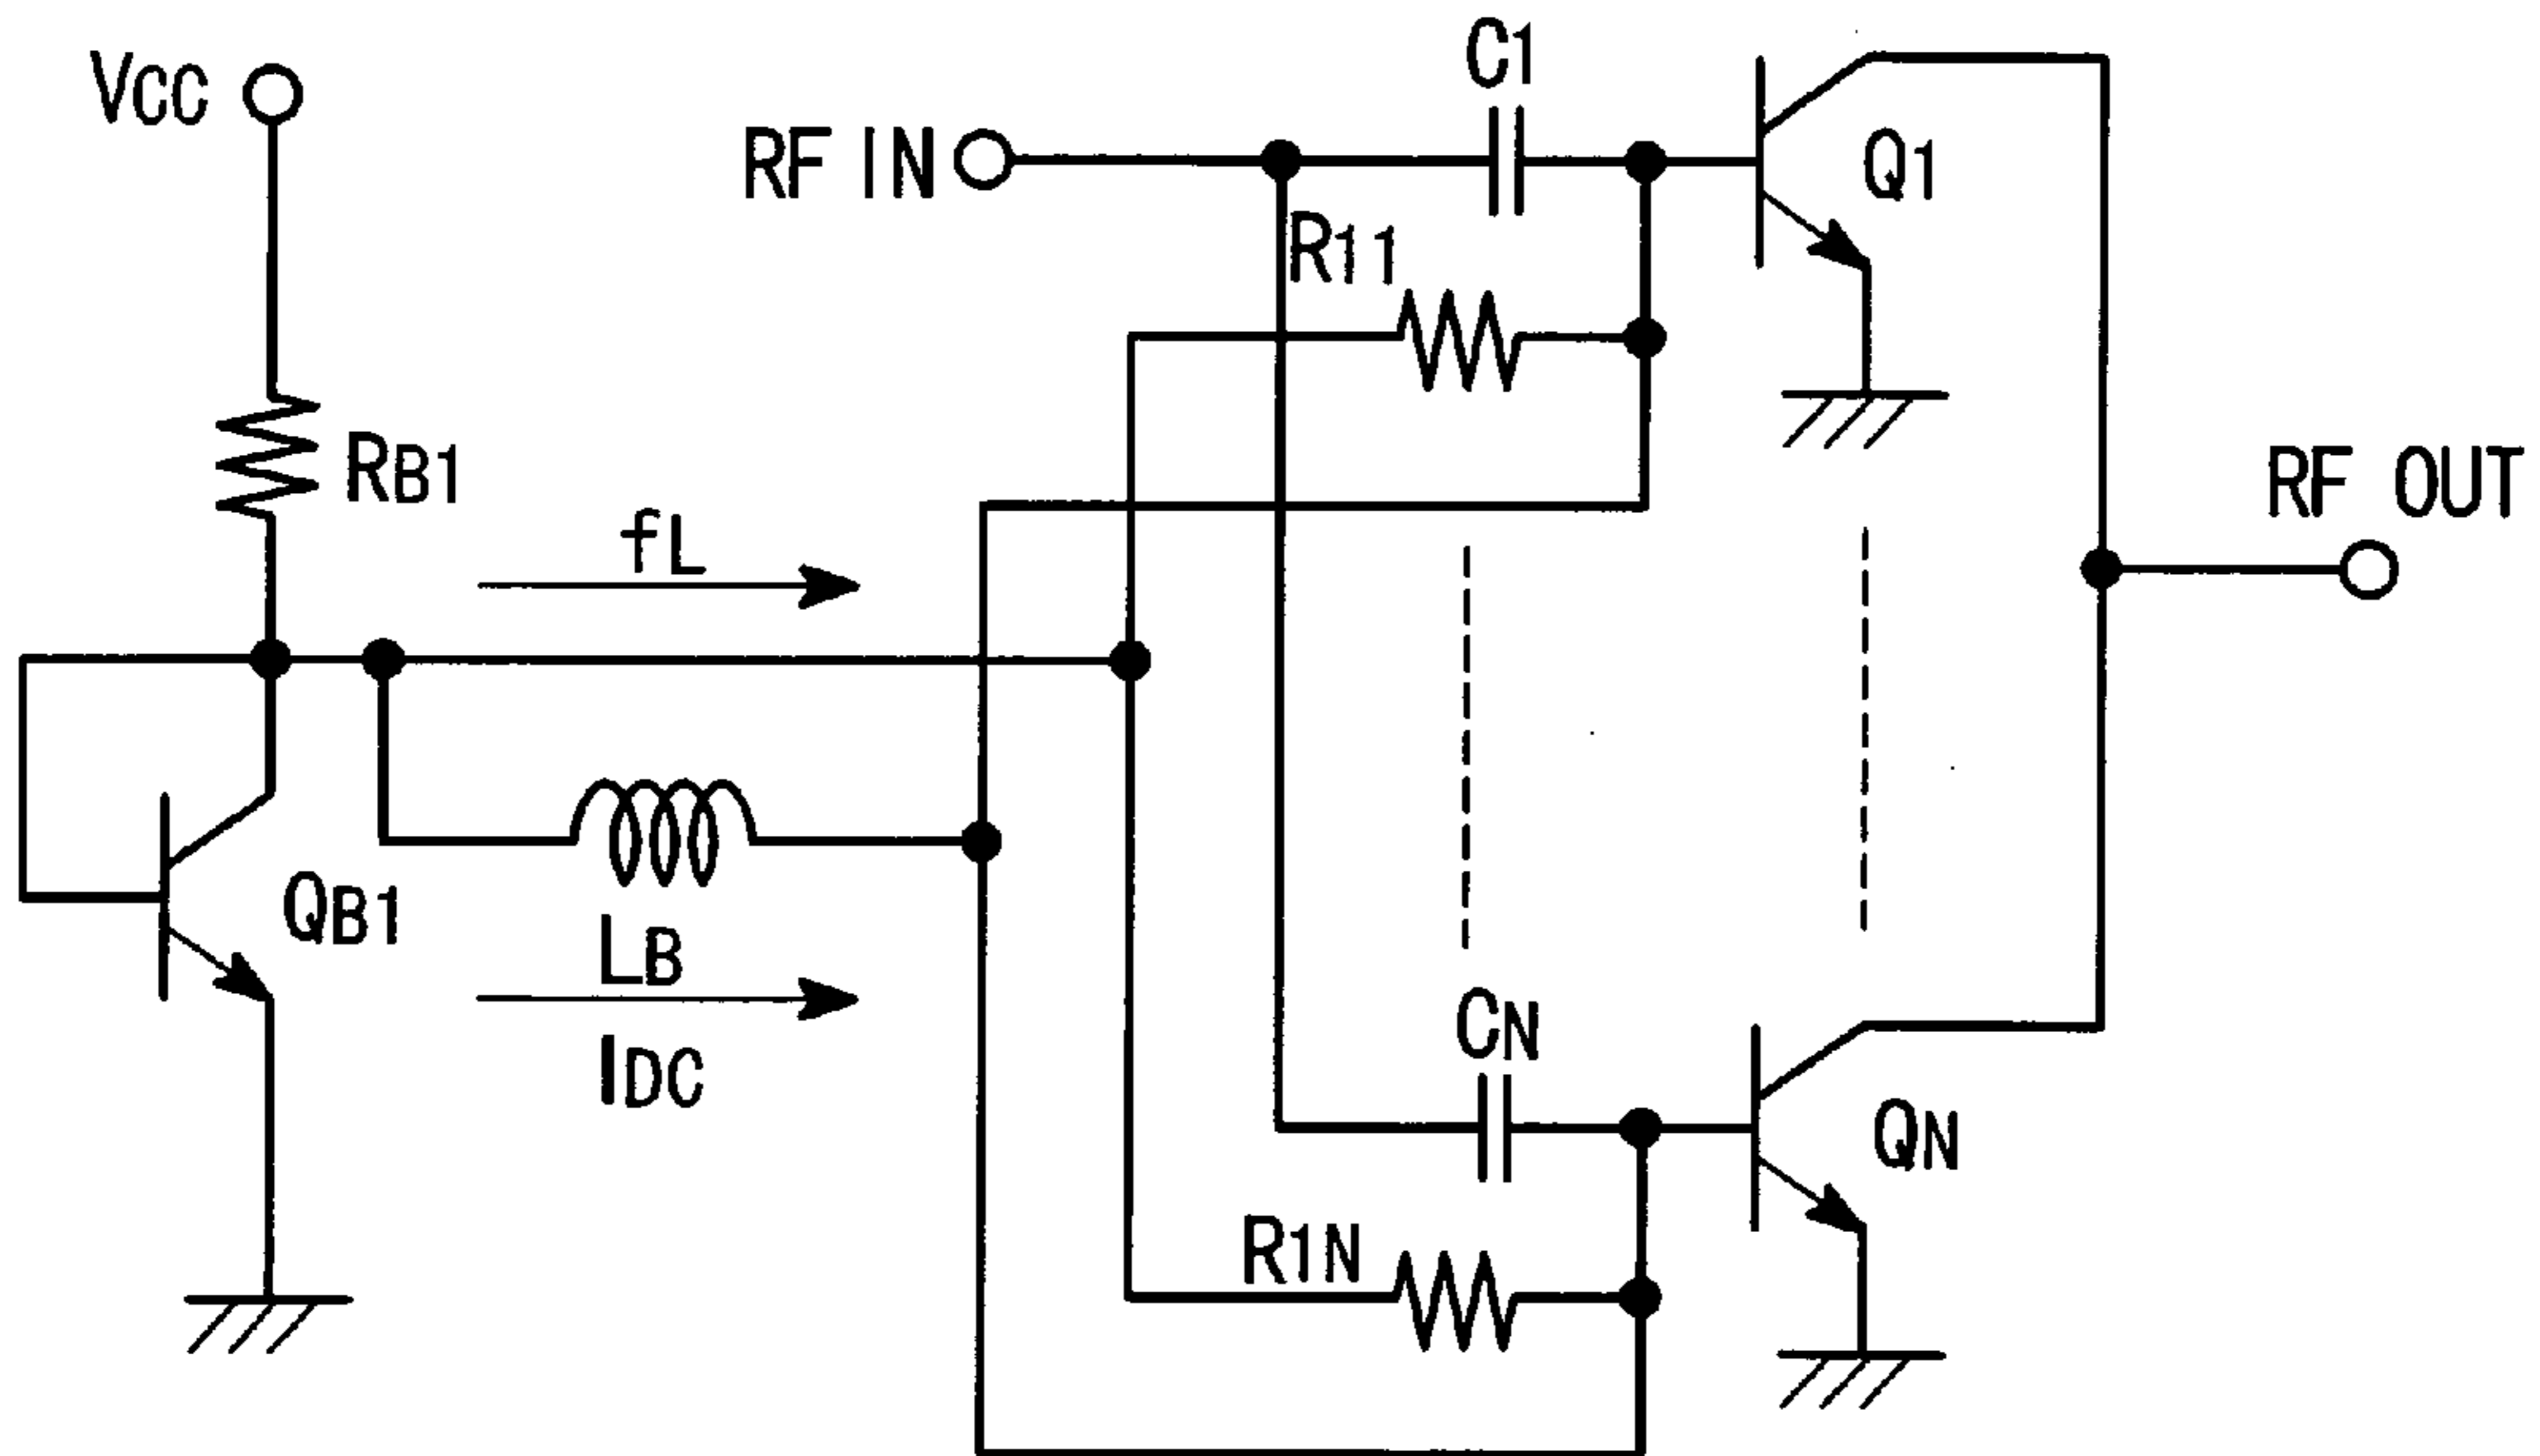 VCC
RF IN
C1
Q1
R11
RB1
fL
RF OUT
QB1
LB
IDC
CN
QN
R1N